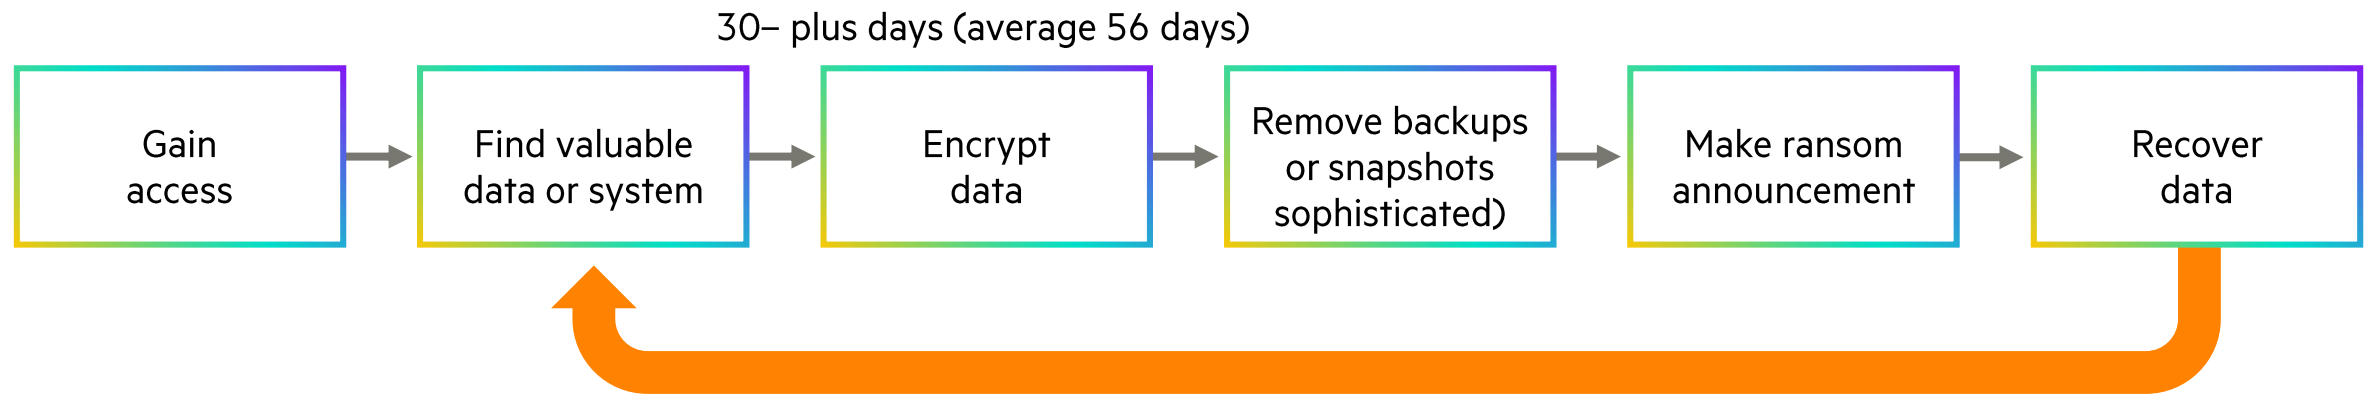 30– plus days (average 56 days)
Gain
access
Find valuable
data or system
Encrypt
data
Remove backups
or snapshots
sophisticated)
Make ransom
announcement
Recover
data